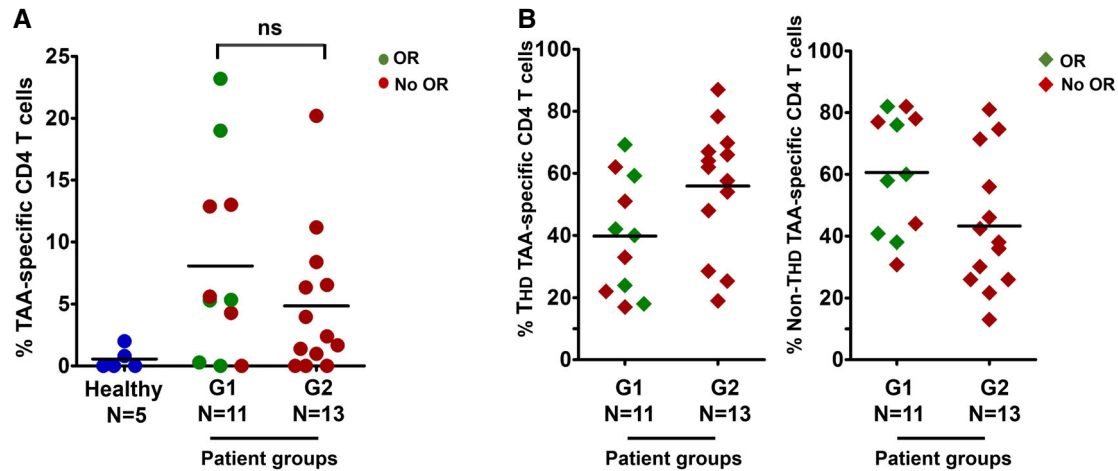 A
ns
OR
No OR
% TAA-specific CD4 T cells
25
20
15
10
5
0
Healthy
N=5
G1
N=11
G2
N=13
Patient groups
B
% THD TAA-specific CD4 T cells
100
80
60
40
20
0
G1
N=11
G2
N=13
Patient groups
% Non-THD TAA-specific CD4 T cells
100
80
60
40
20
0
G1
N=11
G2
N=13
Patient groups
OR
No OR